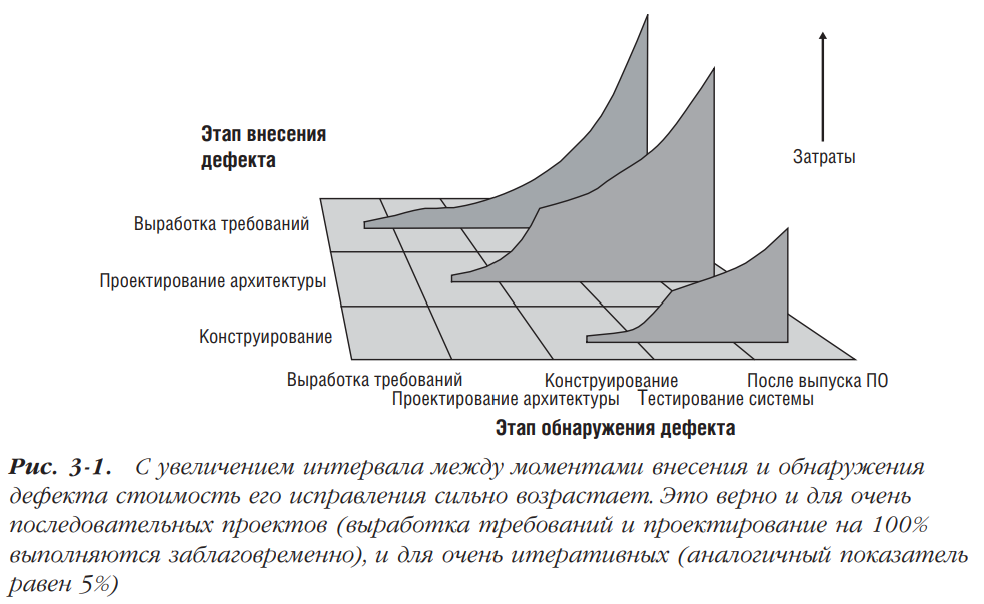 Этап внесения
дефекта
Затраты
Выработка требований
Проектирование архитектуры
Конструирование
Выработка требований
Конструирование
После выпуска ПО
Проектирование архитектуры
Тестирование системы
Этап обнаружения дефекта
Рис. 3-1. С увеличением интервала между моментами внесения и обнаружения
дефекта стоимость его исправления сильно возрастает. Это верно и для очень
последовательных проектов (выработка требований и проектирование на 100%
выполняются заблаговременно), и для очень итеративных (аналогичный показатель
равен 5%)